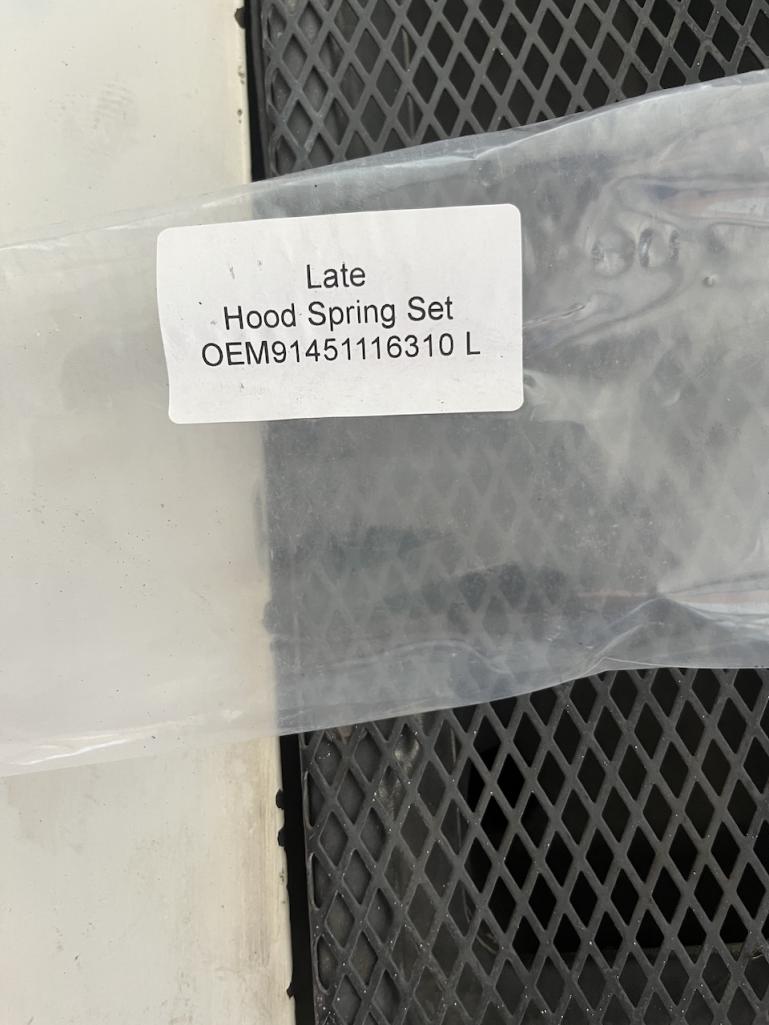 Late
Hood Spring Set
OEM91451116310 L